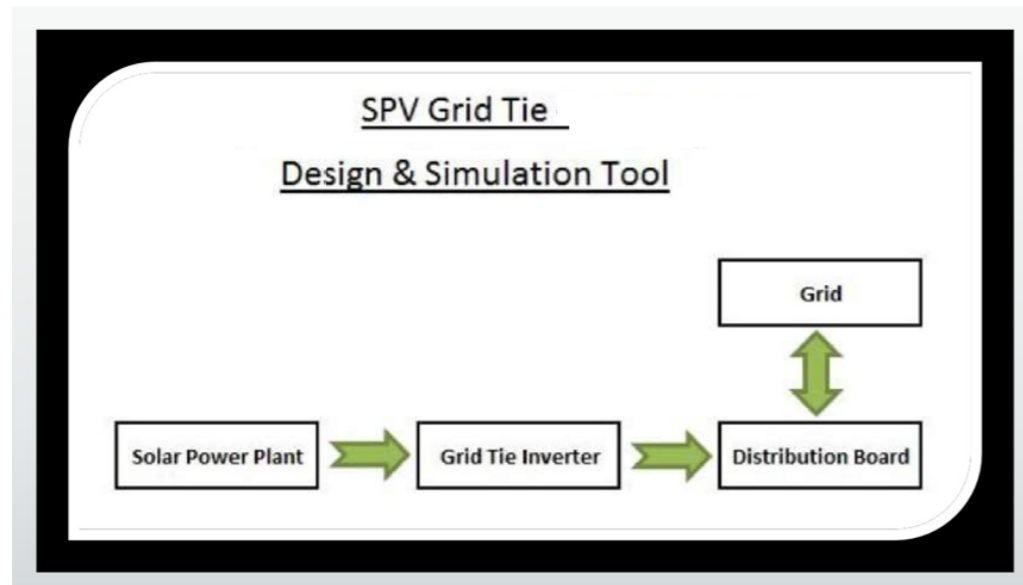 SPV Grid Tie
Design & Simulation Tool
Grid
Solar Power Plant
Grid Tie Inverter
Distribution Board